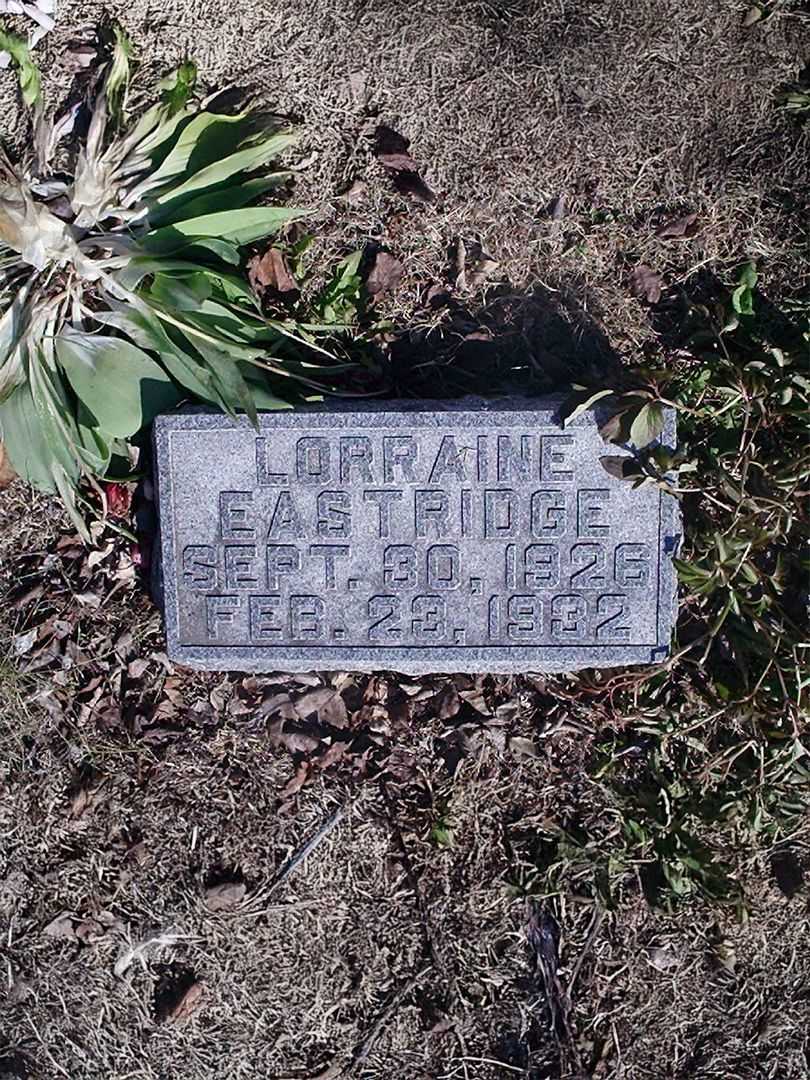 LORRAINE
EASTRIDGE
SEPT. 30, 1926
FEB. 23, 1932